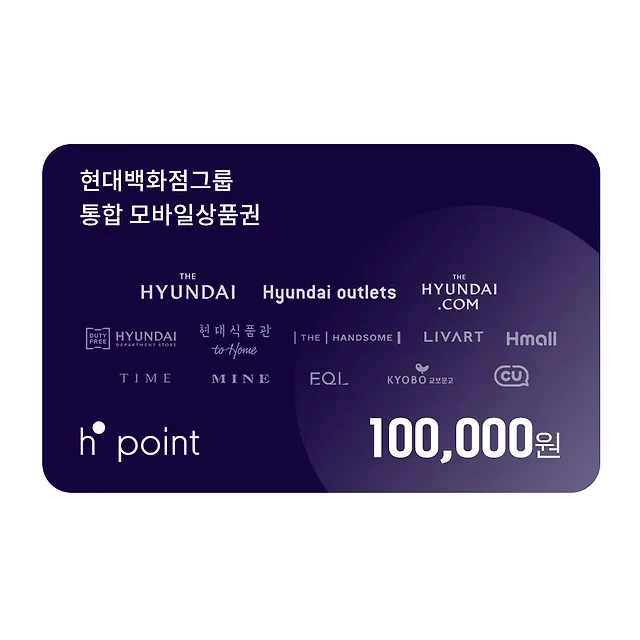 현대백화점그룹
통합 모바일상품권
THE HYUNDAI
Hyundai outlets
THE HYUNDAI .COM
DUTY FREE HYUNDAI DEPARTMENT STORE
현대식품관 to Home
THE HANDSOME
LIVART
Hmall
TIME
MINE
EQL
KYOBO 교보문고
CU
h point
100,000원